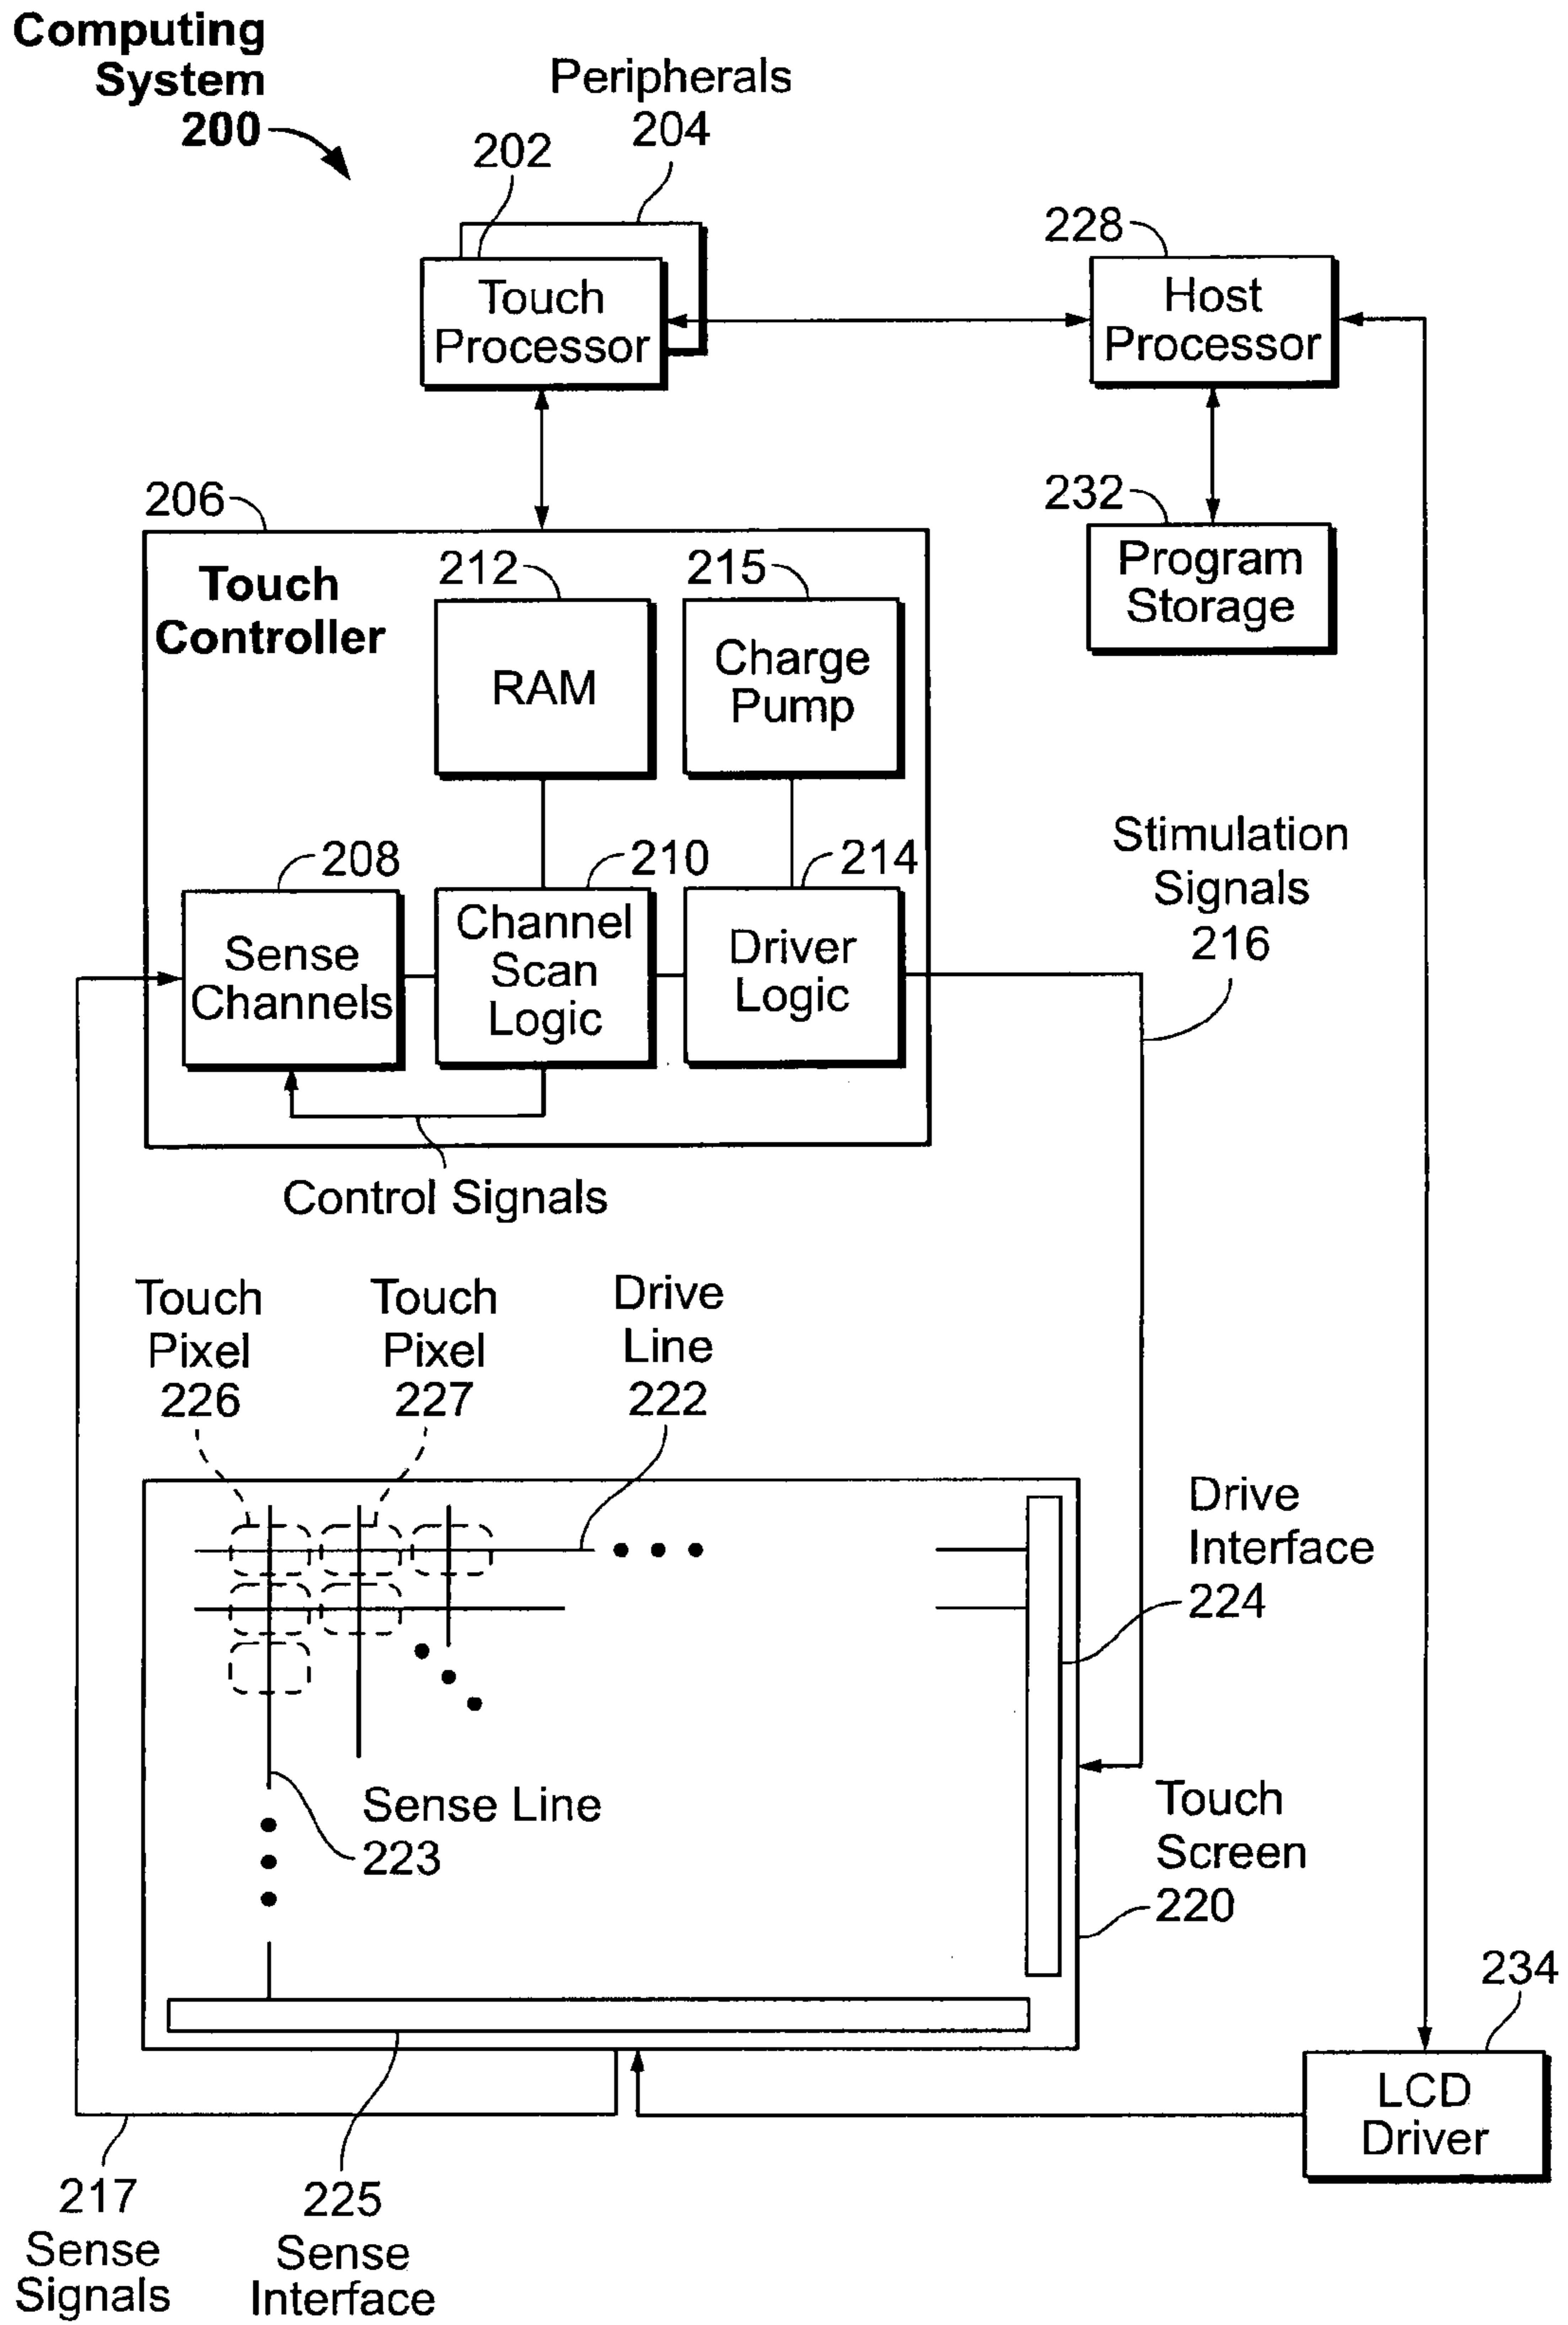 Computing
System
200
Peripherals
204
202
Touch
Processor
228
Host
Processor
232
Program
Storage
206
Touch
Controller
212
RAM
215
Charge
Pump
208
Sense
Channels
210
Channel
Scan
Logic
214
Driver
Logic
Stimulation
Signals
216
Control Signals
Touch
Pixel
226
Touch
Pixel
227
Drive
Line
222
Drive
Interface
224
Sense Line
223
Touch
Screen
220
234
LCD
Driver
217
Sense
Signals
225
Sense
Interface